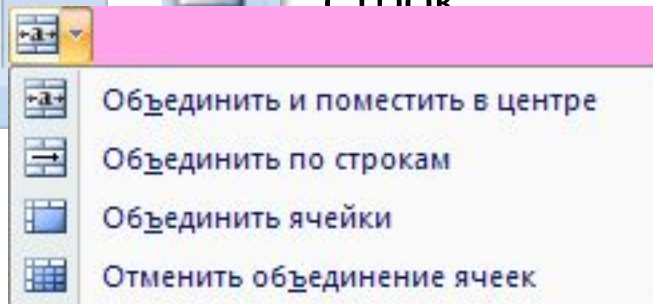 Объединить и поместить в центре
Объединить по строкам
Объединить ячейки
Отменить объединение ячеек